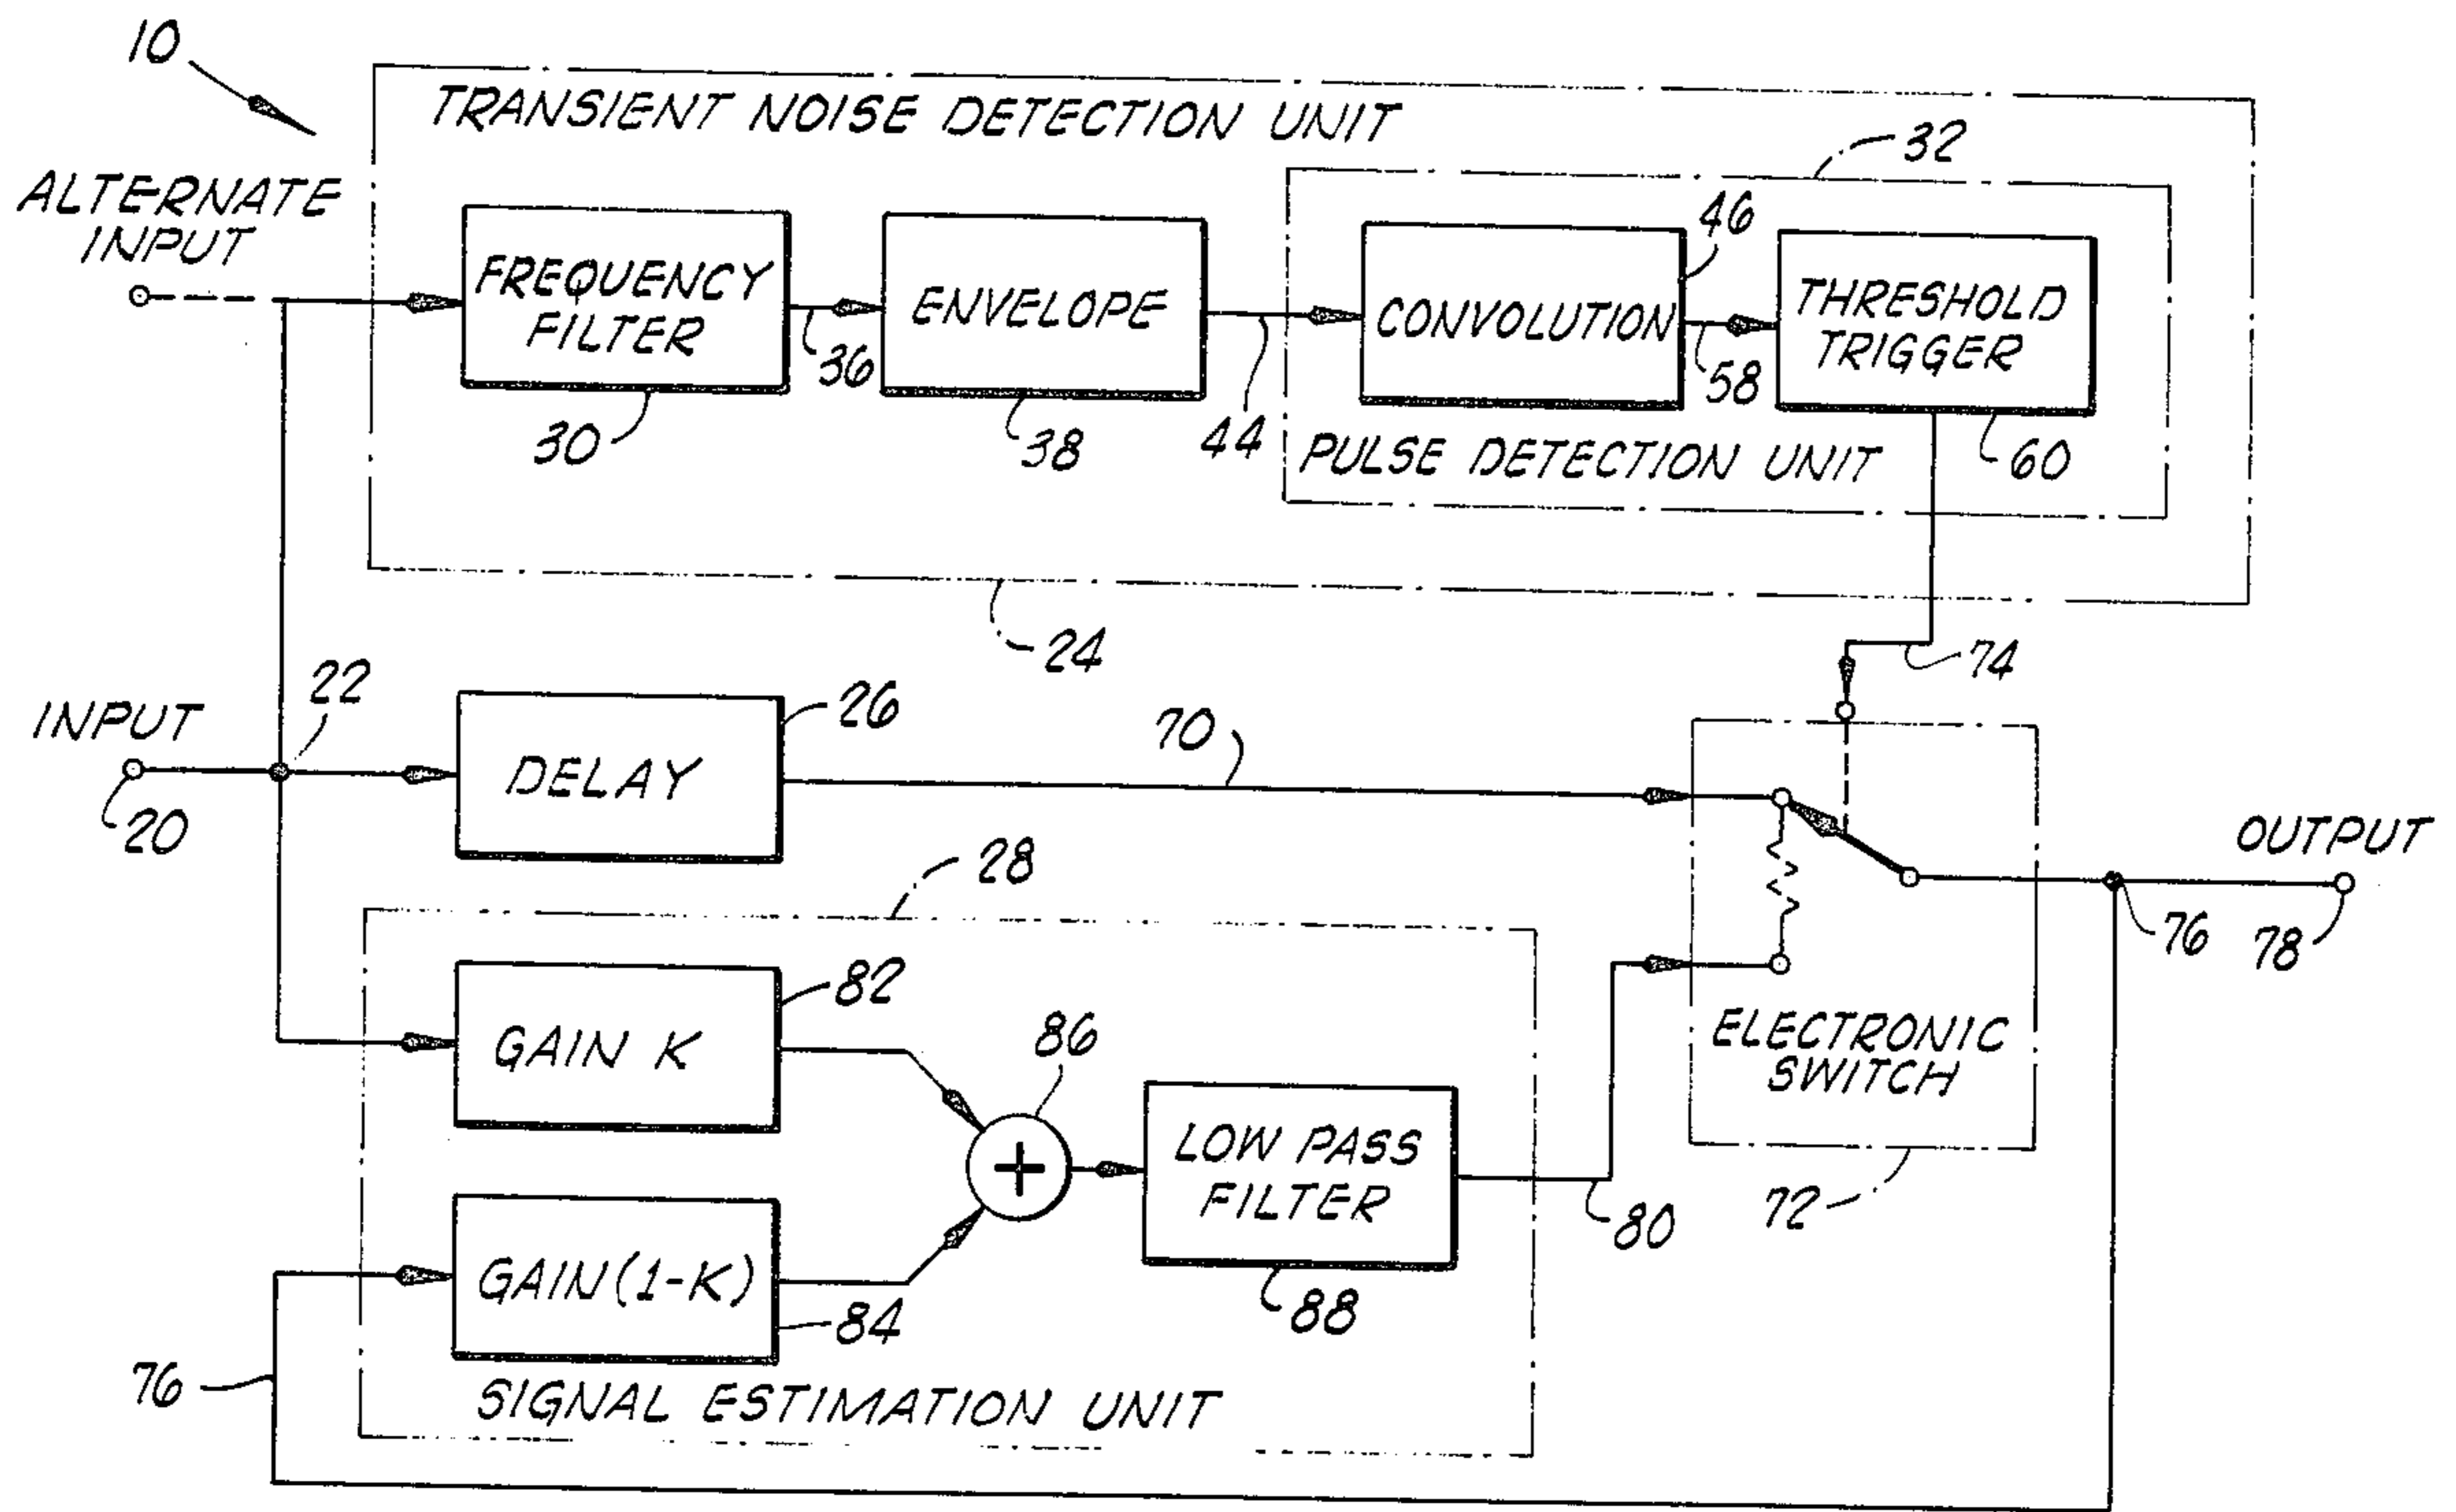 10
TRANSIENT NOISE DETECTION UNIT
32
ALTERNATE
INPUT
FREQUENCY
FILTER
36
30
ENVELOPE
38
44
46
CONVOLUTION
58
THRESHOLD
TRIGGER
60
PULSE DETECTION UNIT
24
74
INPUT
20
22
DELAY
26
70
OUTPUT
76
78
28
GAIN K
82
86
+
LOW PASS
FILTER
88
80
ELECTRONIC
SWITCH
72
GAIN (1-K)
84
76
SIGNAL ESTIMATION UNIT